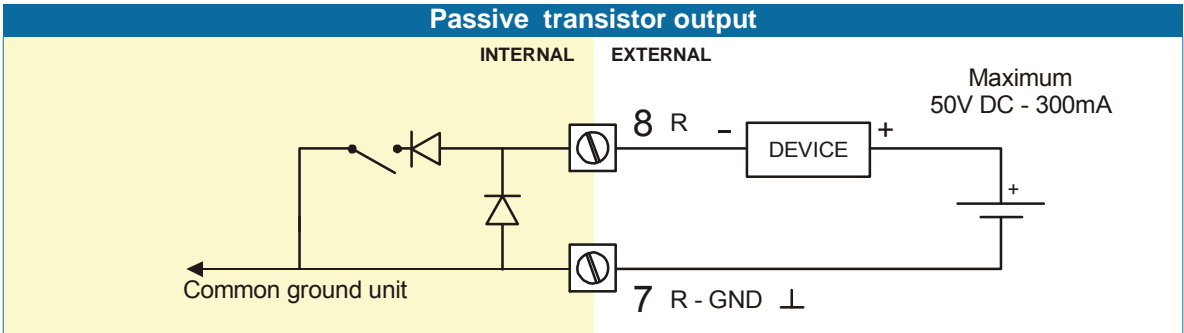 Passive transistor output
INTERNAL EXTERNAL
Maximum
50V DC - 300mA
8 R - DEVICE +
+
Common ground unit
7 R - GND ⊥